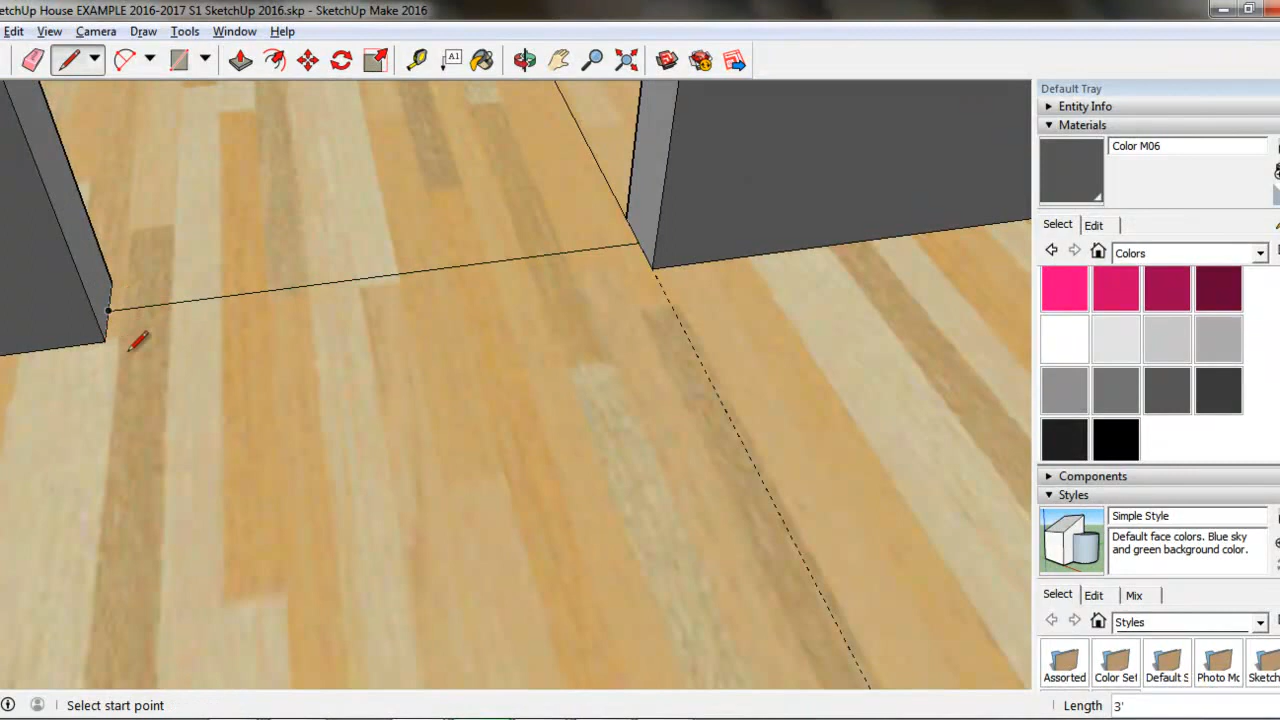 etchUp House EXAMPLE 2016-2017 S1 SketchUp 2016.skp - SketchUp Make 2016
Edit View Camera Draw Tools Window Help
A1
Default Tray
Entity Info
Materials
Color M06
Select Edit
Colors
Components
Styles
Simple Style
Default face colors. Blue sky
and green background color.
Select Edit Mix
Styles
Assorted Color Set Default S Photo Mo Sketch
Select start point
Length 3'